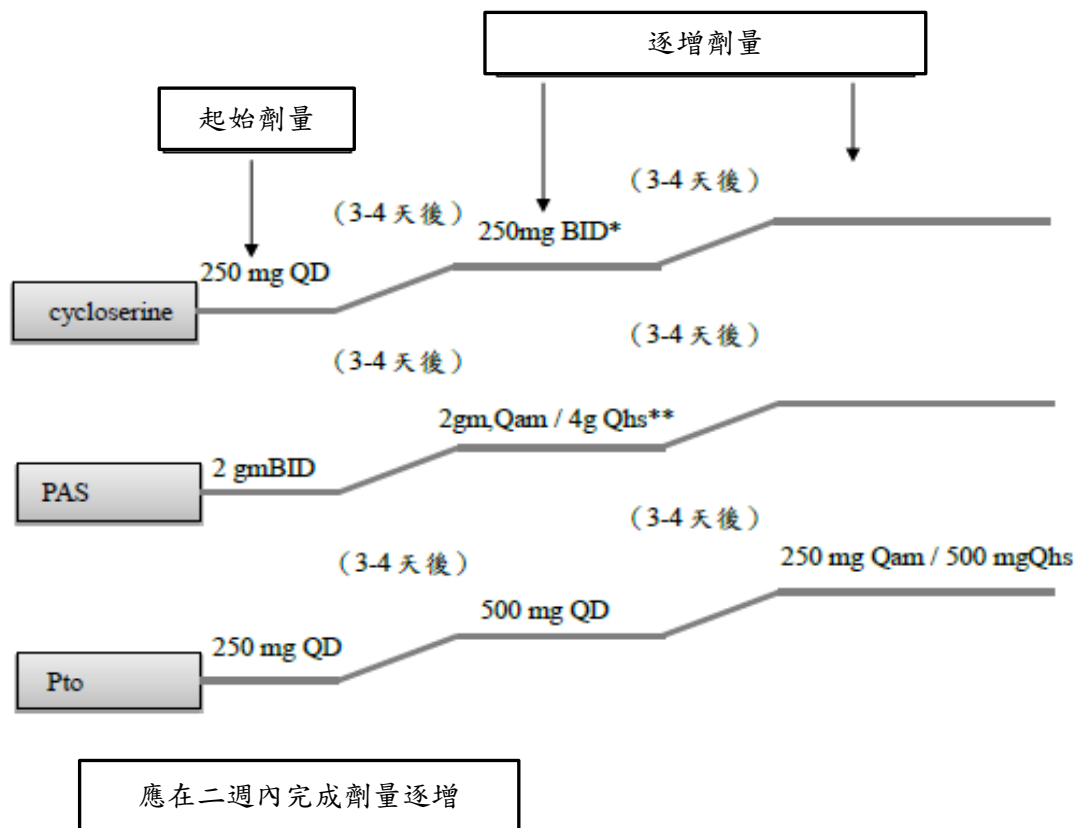 逐增劑量
起始劑量
（3-4 天後）
（3-4 天後）
250mg BID*
250 mg QD
cycloserine
（3-4 天後）
（3-4 天後）
2gm,Qam / 4g Qhs**
2 gmBID
PAS
（3-4 天後）
（3-4 天後）
250 mg Qam / 500 mgQhs
500 mg QD
250 mg QD
Pto
應在二週內完成劑量逐增